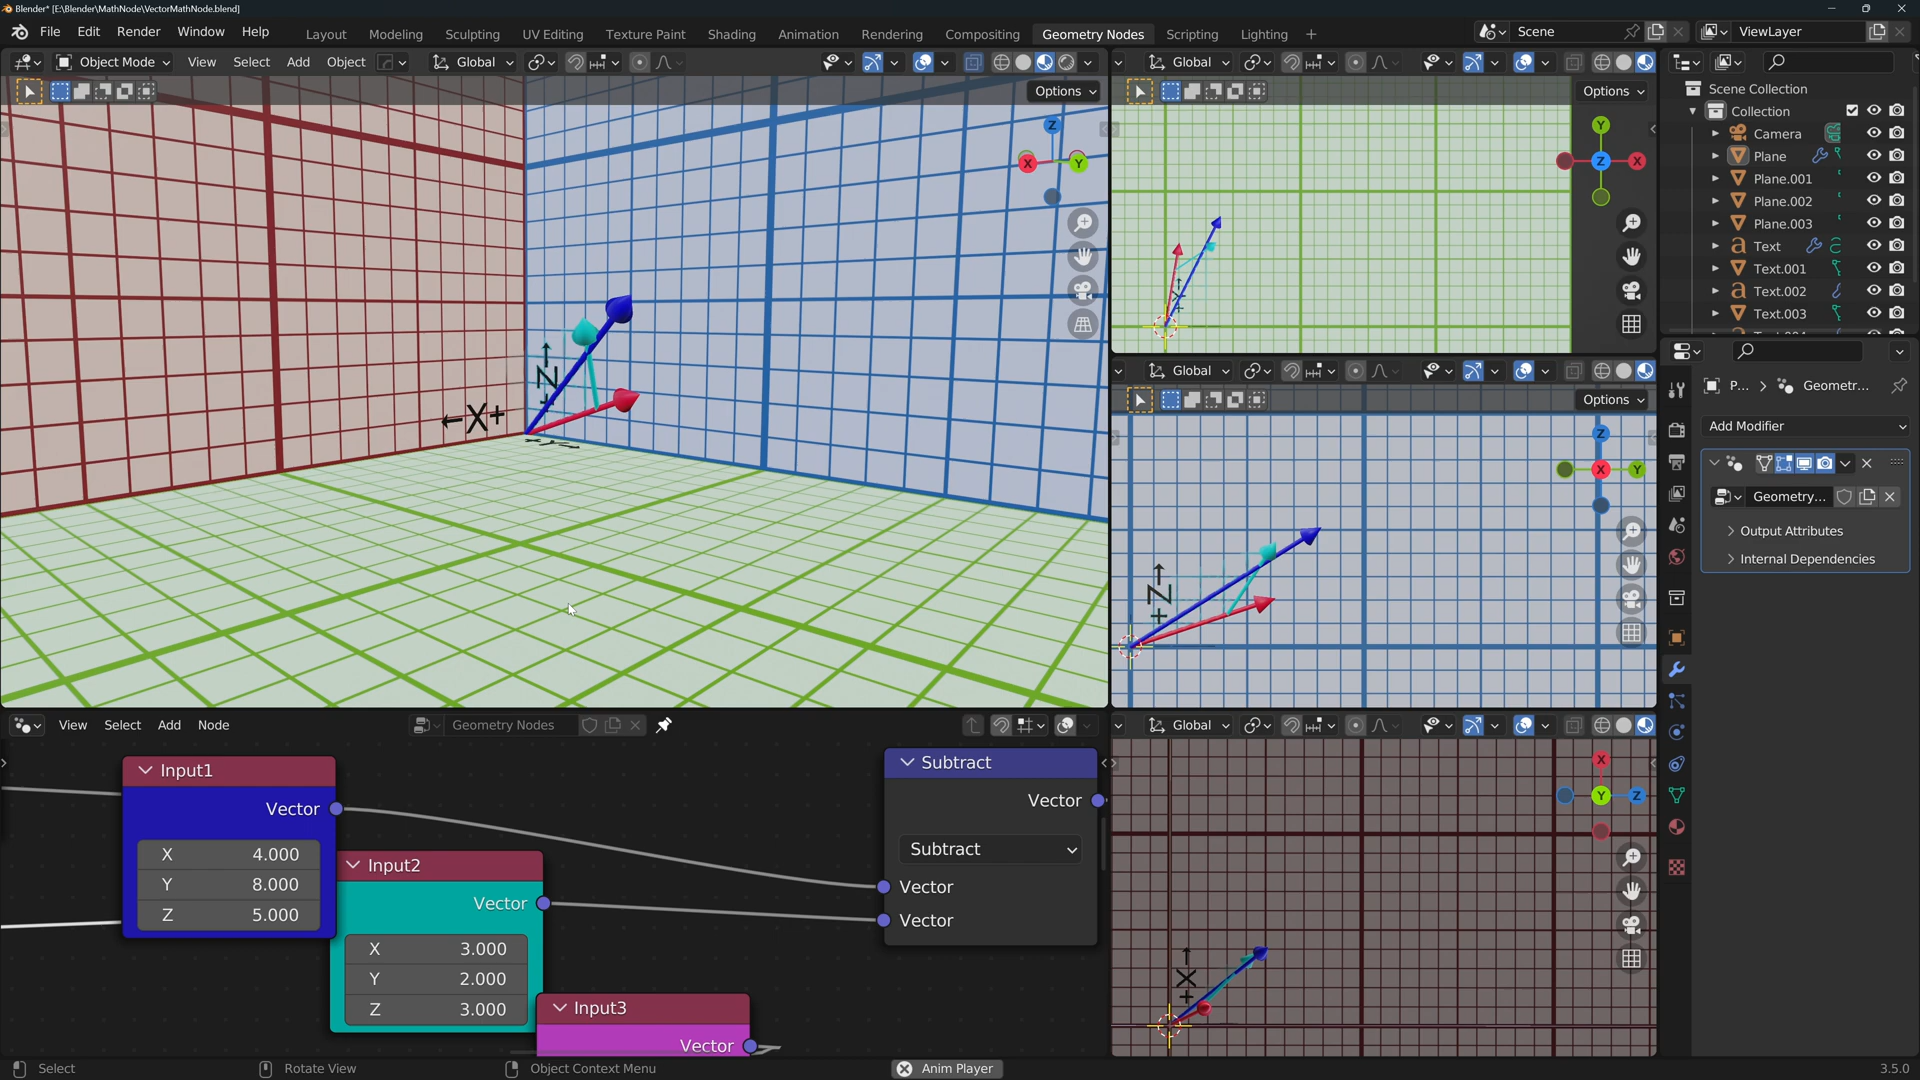 Blender* [E:\Blender\MathNode\VectorMathNode.blend]
File Edit Render Window Help
Layout Modeling Sculpting UV Editing Texture Paint Shading Animation Rendering Compositing Geometry Nodes Scripting Lighting +
Scene
ViewLayer
Object Mode View Select Add Object Global
Options
Z
X
Y
Z
X
Global
Options
Y
Z
X
Global
Options
Z
X
Y
Z
Scene Collection
Collection
Camera
Plane
Plane.001
Plane.002
Plane.003
Text
Text.001
Text.002
Text.003
P... Geometr...
Add Modifier
Geometry...
Output Attributes
Internal Dependencies
View Select Add Node
Geometry Nodes
Input1
Vector
X 4.000
Y 8.000
Z 5.000
Input2
Vector
X 3.000
Y 2.000
Z 3.000
Input3
Vector
Subtract
Vector
Subtract
Vector
Vector
Global
X
Y
Z
X
Select
Rotate View
Object Context Menu
Anim Player
3.5.0